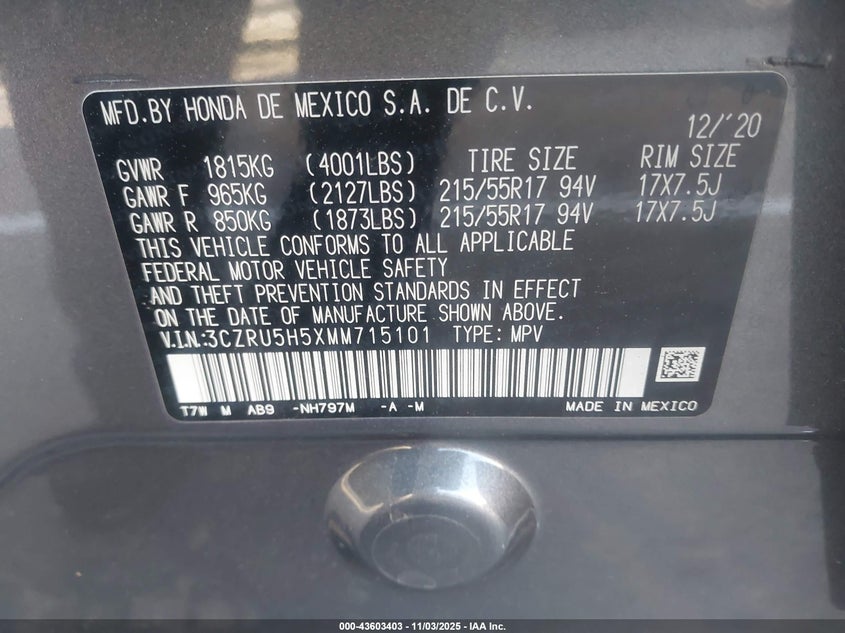 MFD.BY HONDA DE MEXICO S.A. DE C.V.
12/'20
GVWR 1815KG (4001LBS) TIRE SIZE RIM SIZE
GAWR F 965KG (2127LBS) 215/55R17 94V 17X7.5J
GAWR R 850KG (1873LBS) 215/55R17 94V 17X7.5J
THIS VEHICLE CONFORMS TO ALL APPLICABLE
FEDERAL MOTOR VEHICLE SAFETY
AND THEFT PREVENTION STANDARDS IN EFFECT
ON THE DATE OF MANUFACTURE SHOWN ABOVE.
V.I.N:3CZRU5H5XMM715101 TYPE: MPV
T7W M AB9 -NH797M -A -M MADE IN MEXICO
000-43603403 - 11/03/2025 - IAA Inc.